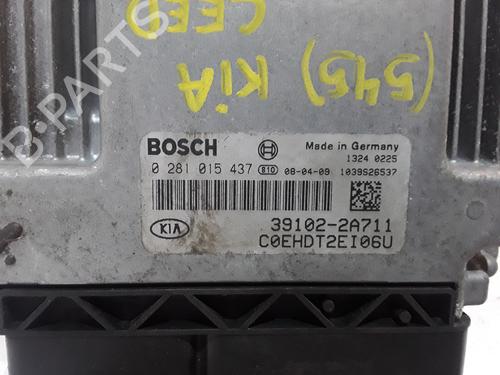 (545) KiA
CEED
B-PARTS
BOSCH
Made in Germany
1324 0225
0 281 015 437 810 08-04-09 1039S26537
39102-2A711
KIA
C0EHDT2EI06U